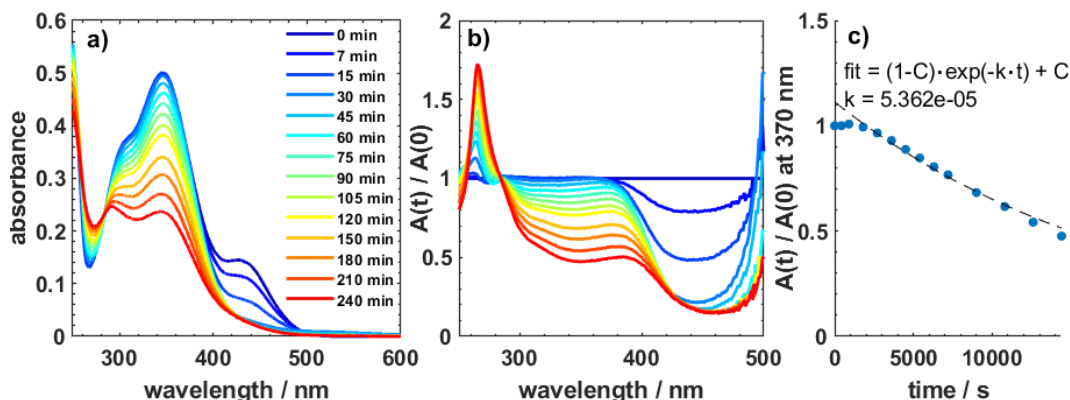 a)
absorbance
0.6
0.5
0.4
0.3
0.2
0.1
0
300
400
500
600
wavelength / nm
0 min
7 min
15 min
30 min
45 min
60 min
75 min
90 min
105 min
120 min
150 min
180 min
210 min
240 min
b)
A(t) / A(0)
2
1.5
1
0.5
0
300
400
500
wavelength / nm
c)
A(t) / A(0) at 370 nm
1.5
1
0.5
0
fit = (1-C)·exp(-k·t) + C
k = 5.362e-05
0
5000
10000
time / s